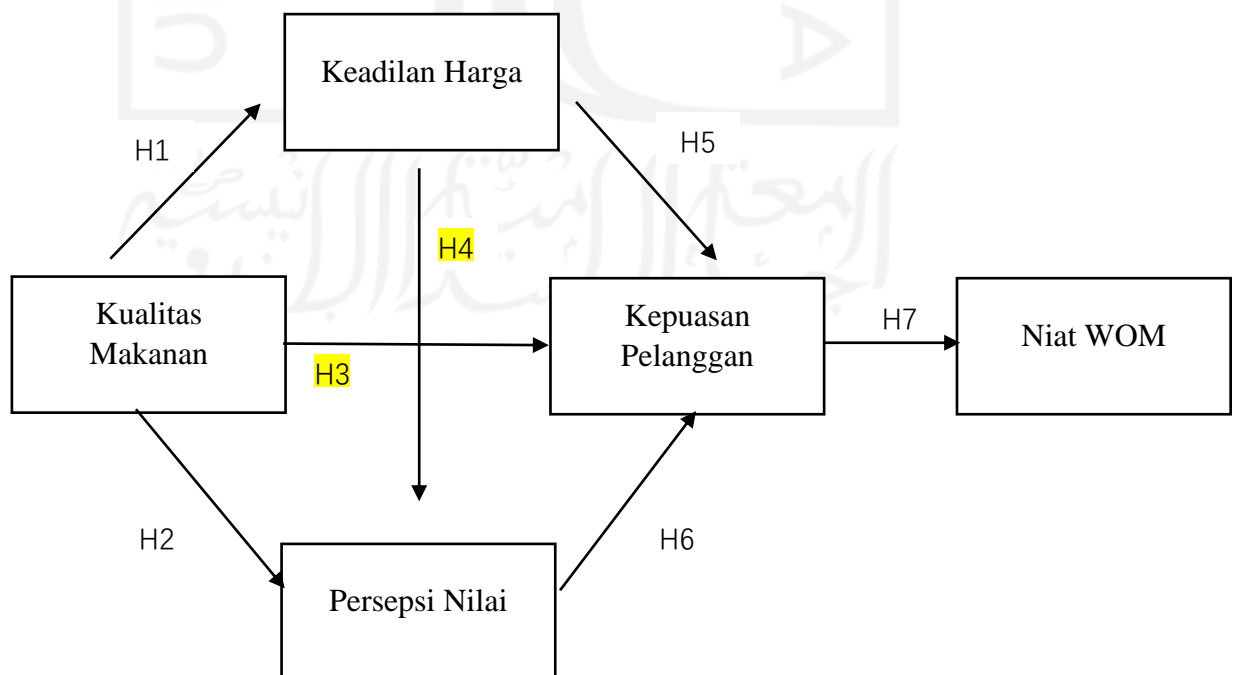 Keadilan Harga
H1
H5
H4
Kualitas
Makanan
Kepuasan
Pelanggan
H7
Niat WOM
H3
H2
H6
Persepsi Nilai